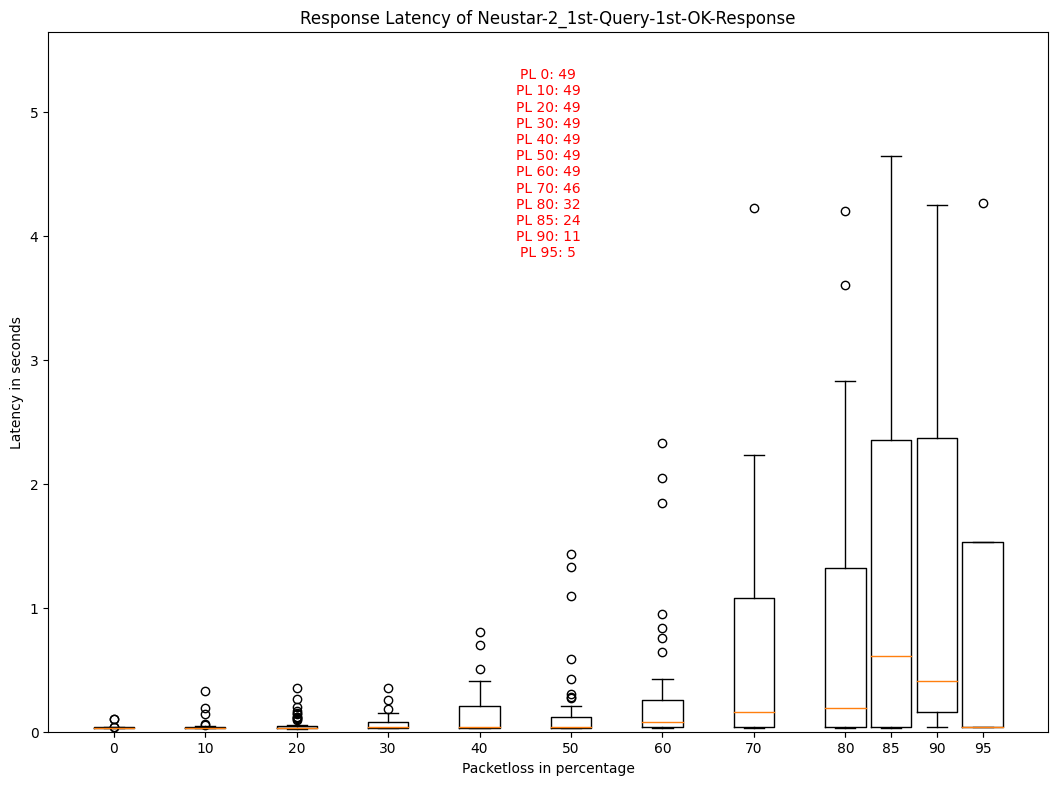 Response Latency of Neustar-2_1st-Query-1st-OK-Response
PL 0: 49
PL 10: 49
PL 20: 49
PL 30: 49
PL 40: 49
PL 50: 49
PL 60: 49
PL 70: 46
PL 80: 32
PL 85: 24
PL 90: 11
PL 95: 5
Latency in seconds
5
4
3
2
1
0
0 10 20 30 40 50 60 70 80 85 90 95
Packetloss in percentage